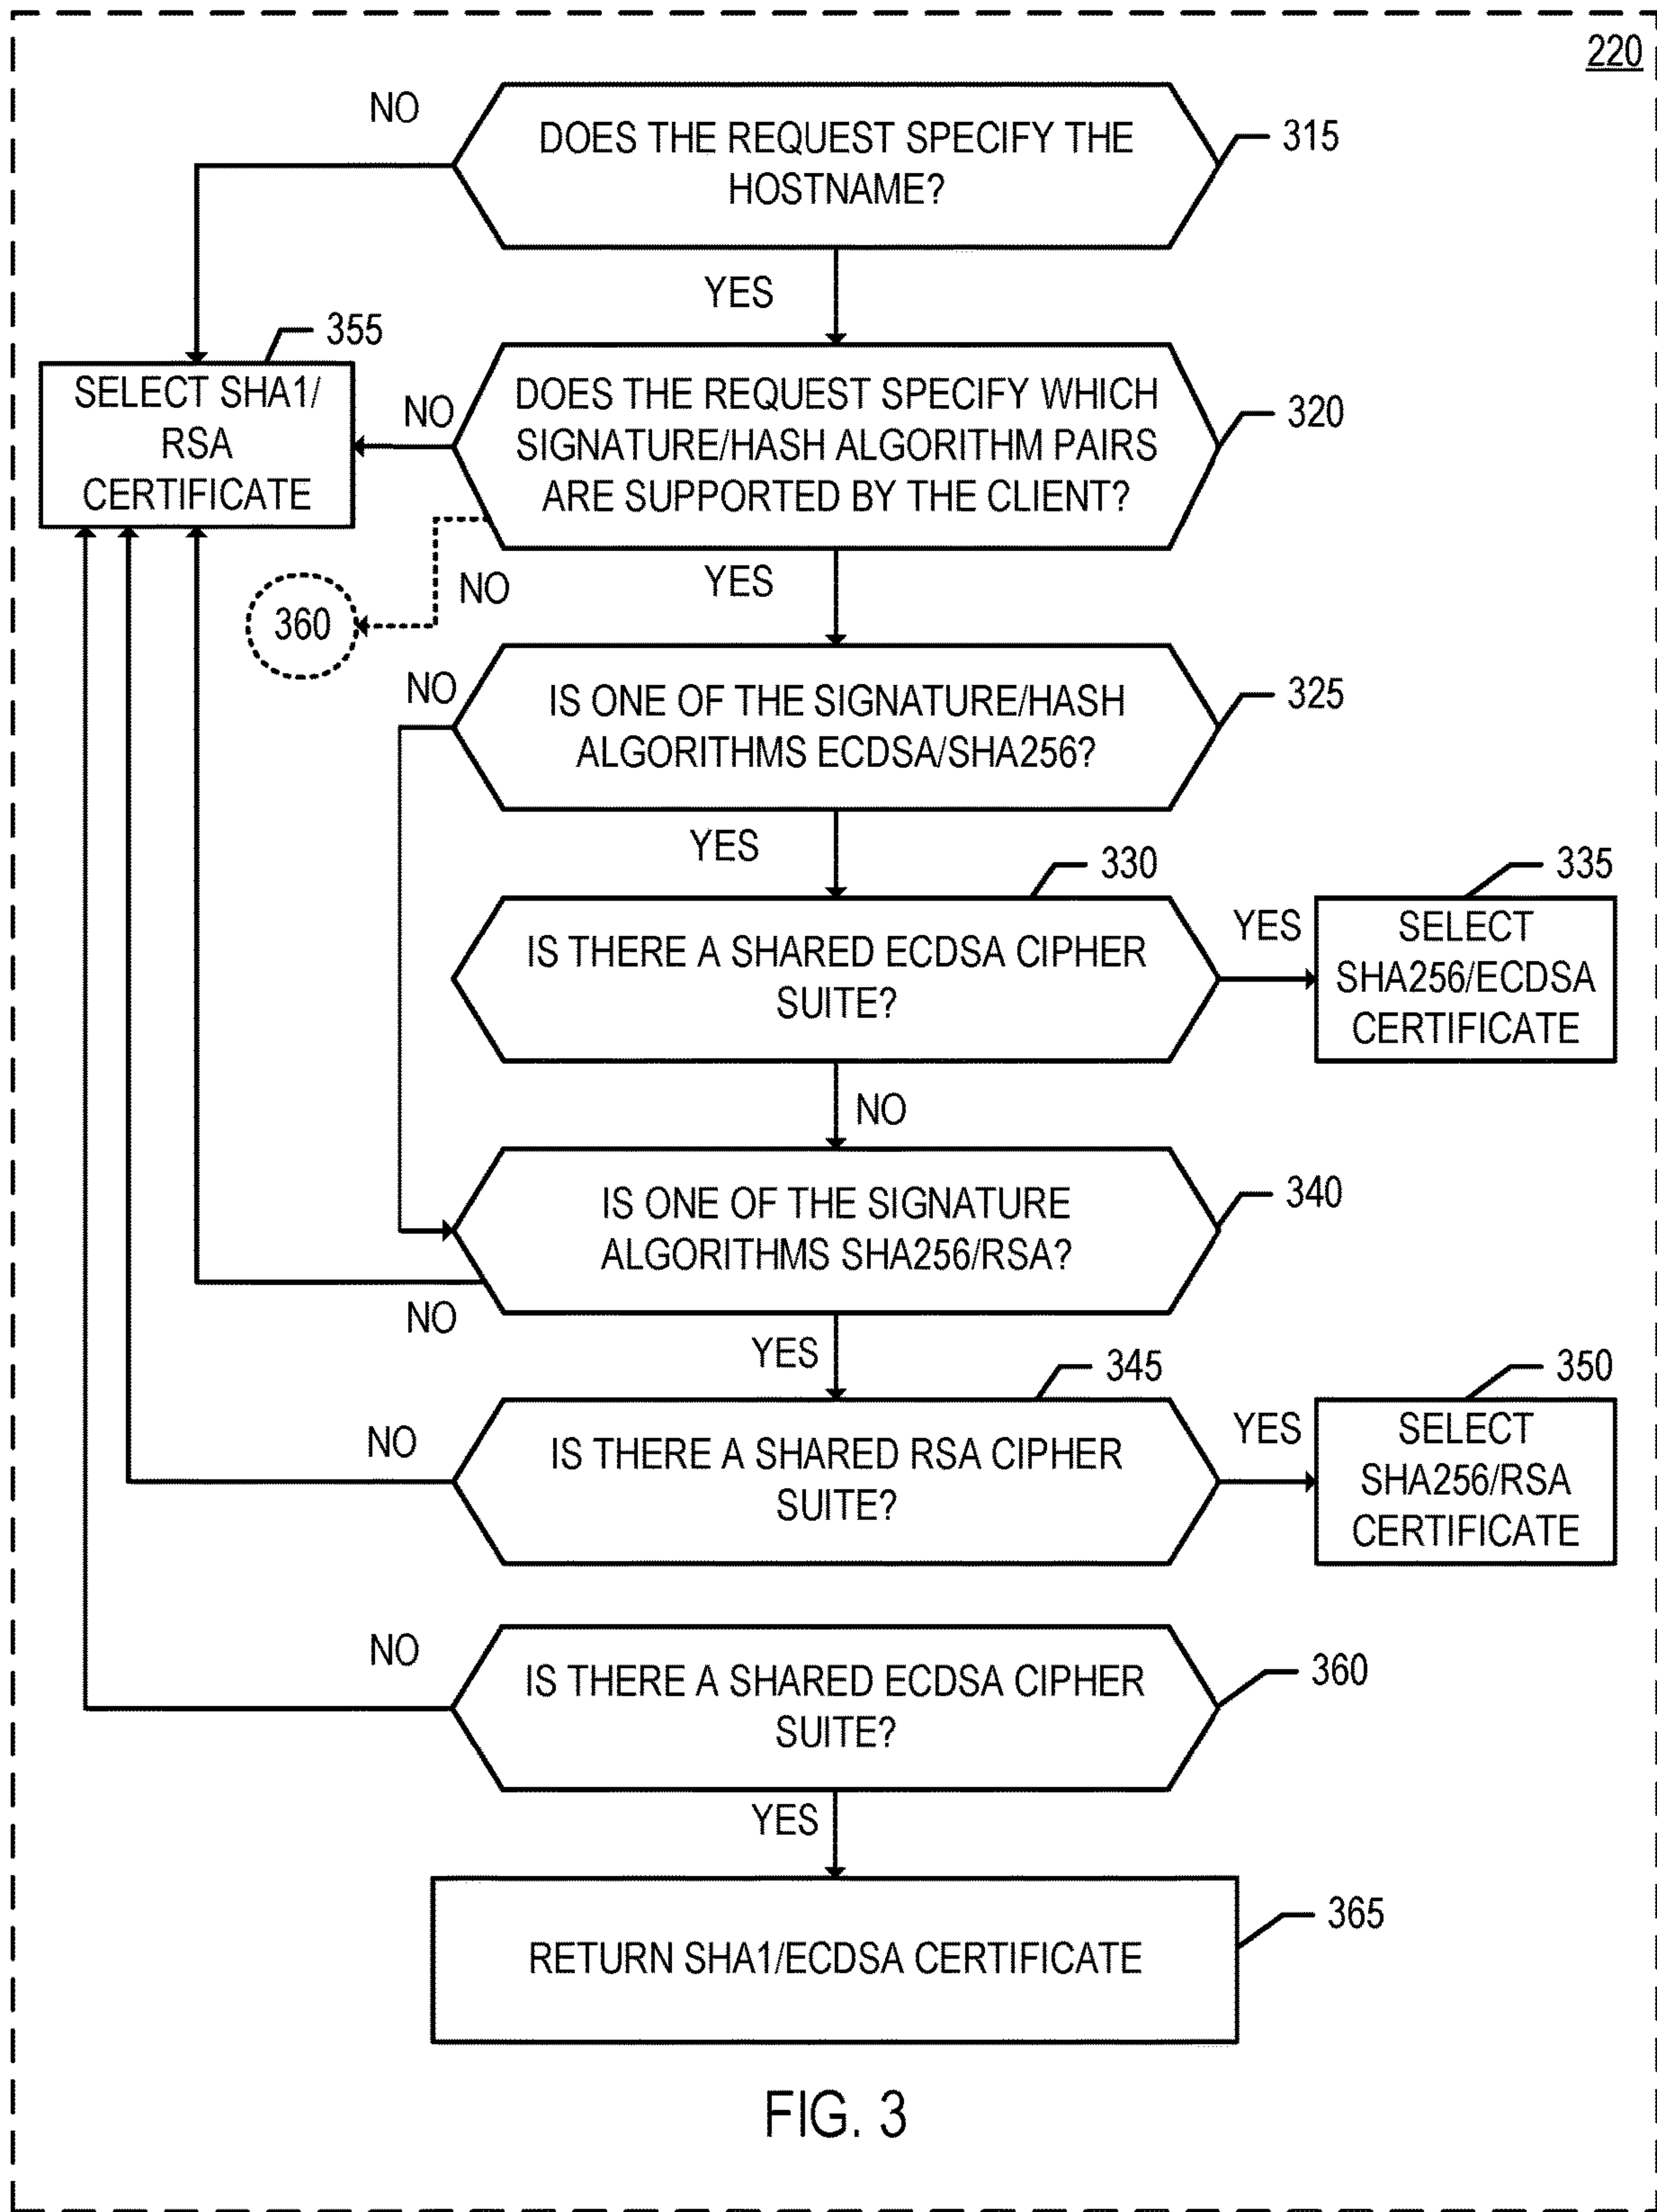 220
NO
DOES THE REQUEST SPECIFY THE
HOSTNAME?
315
YES
355
SELECT SHA1/
RSA
CERTIFICATE
NO
DOES THE REQUEST SPECIFY WHICH
SIGNATURE/HASH ALGORITHM PAIRS
ARE SUPPORTED BY THE CLIENT?
320
NO
360
YES
NO
IS ONE OF THE SIGNATURE/HASH
ALGORITHMS ECDSA/SHA256?
325
YES
330
IS THERE A SHARED ECDSA CIPHER
SUITE?
YES
335
SELECT
SHA256/ECDSA
CERTIFICATE
NO
IS ONE OF THE SIGNATURE
ALGORITHMS SHA256/RSA?
340
NO
YES
345
NO
IS THERE A SHARED RSA CIPHER
SUITE?
YES
350
SELECT
SHA256/RSA
CERTIFICATE
NO
IS THERE A SHARED ECDSA CIPHER
SUITE?
360
YES
RETURN SHA1/ECDSA CERTIFICATE
365
FIG. 3